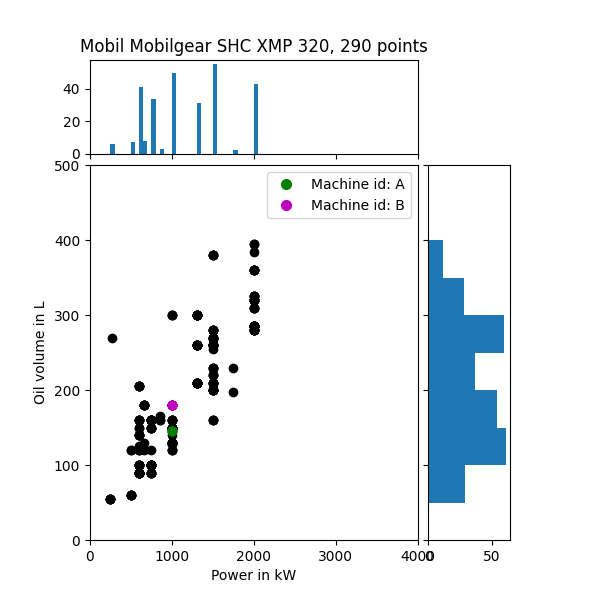 Mobil Mobilgear SHC XMP 320, 290 points
40
20
0
500
400
300
200
100
0
Oil volume in L
Machine id: A
Machine id: B
0 1000 2000 3000 4000
0 50
Power in kW